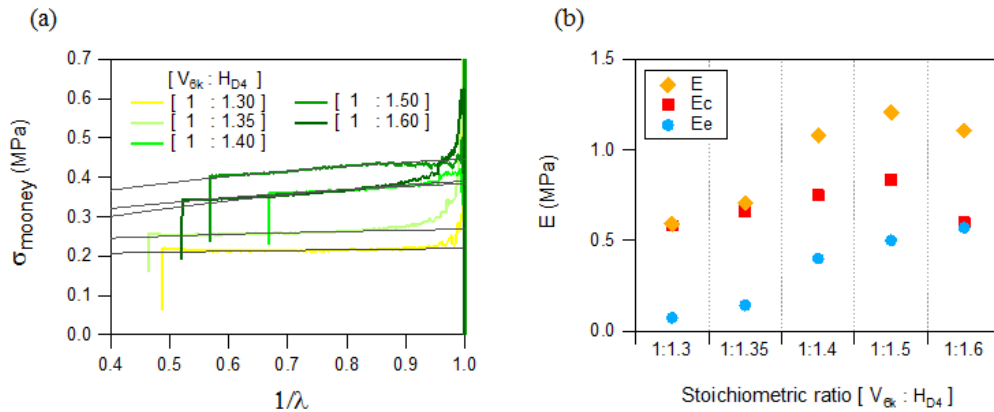 (a)
(b)
0.7
0.6
0.5
0.4
0.3
0.2
0.1
0.0
σmooney (MPa)
[ V6k : HD4 ]
[ 1 : 1.30 ]
[ 1 : 1.35 ]
[ 1 : 1.40 ]
[ 1 : 1.50 ]
[ 1 : 1.60 ]
0.4 0.5 0.6 0.7 0.8 0.9 1.0
1/λ
1.5
1.0
0.5
0.0
E (MPa)
E
Ec
Ee
1:1.3 1:1.35 1:1.4 1:1.5 1:1.6
Stoichiometric ratio [ V6k : HD4 ]